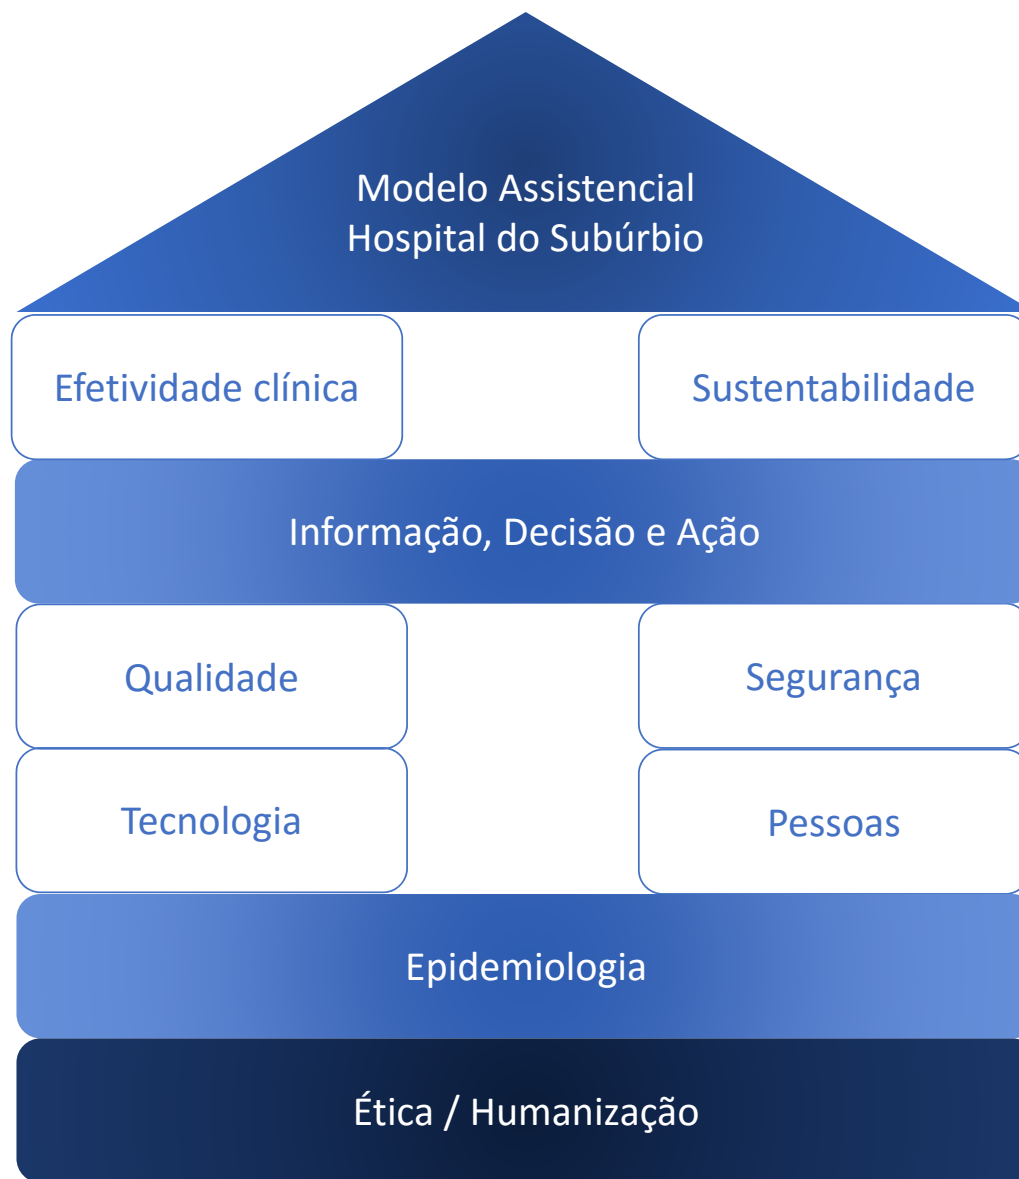 Modelo Assistencial
Hospital do Subúrbio
Efetividade clínica
Sustentabilidade
Informação, Decisão e Ação
Qualidade
Segurança
Tecnologia
Pessoas
Epidemiologia
Ética / Humanização